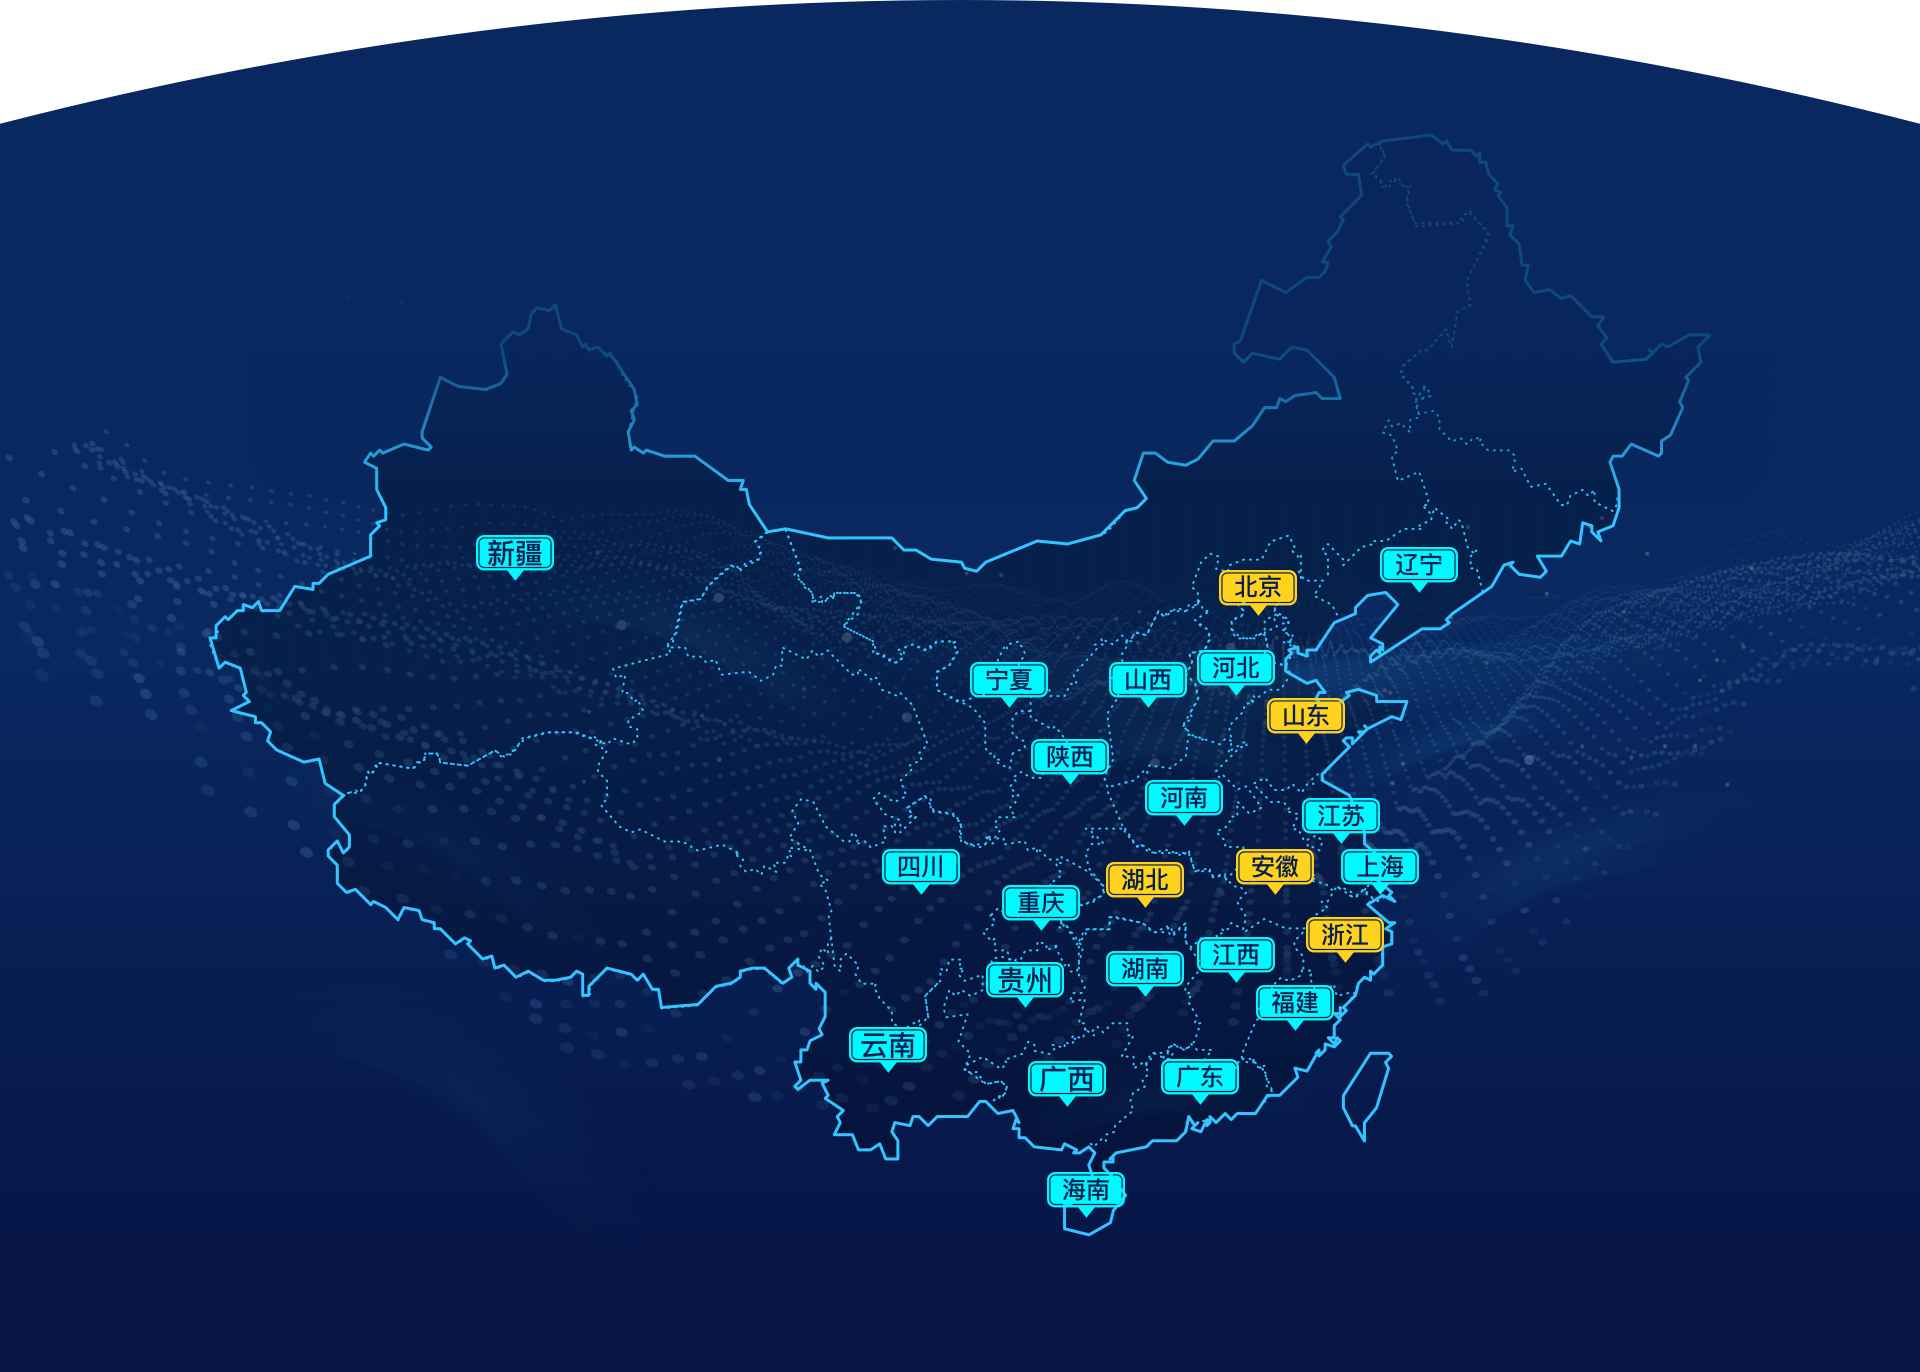 新疆
辽宁
北京
宁夏
山西
河北
山东
陕西
河南
江苏
四川
湖北
安徽
上海
重庆
浙江
贵州
湖南
江西
福建
云南
广西
广东
海南